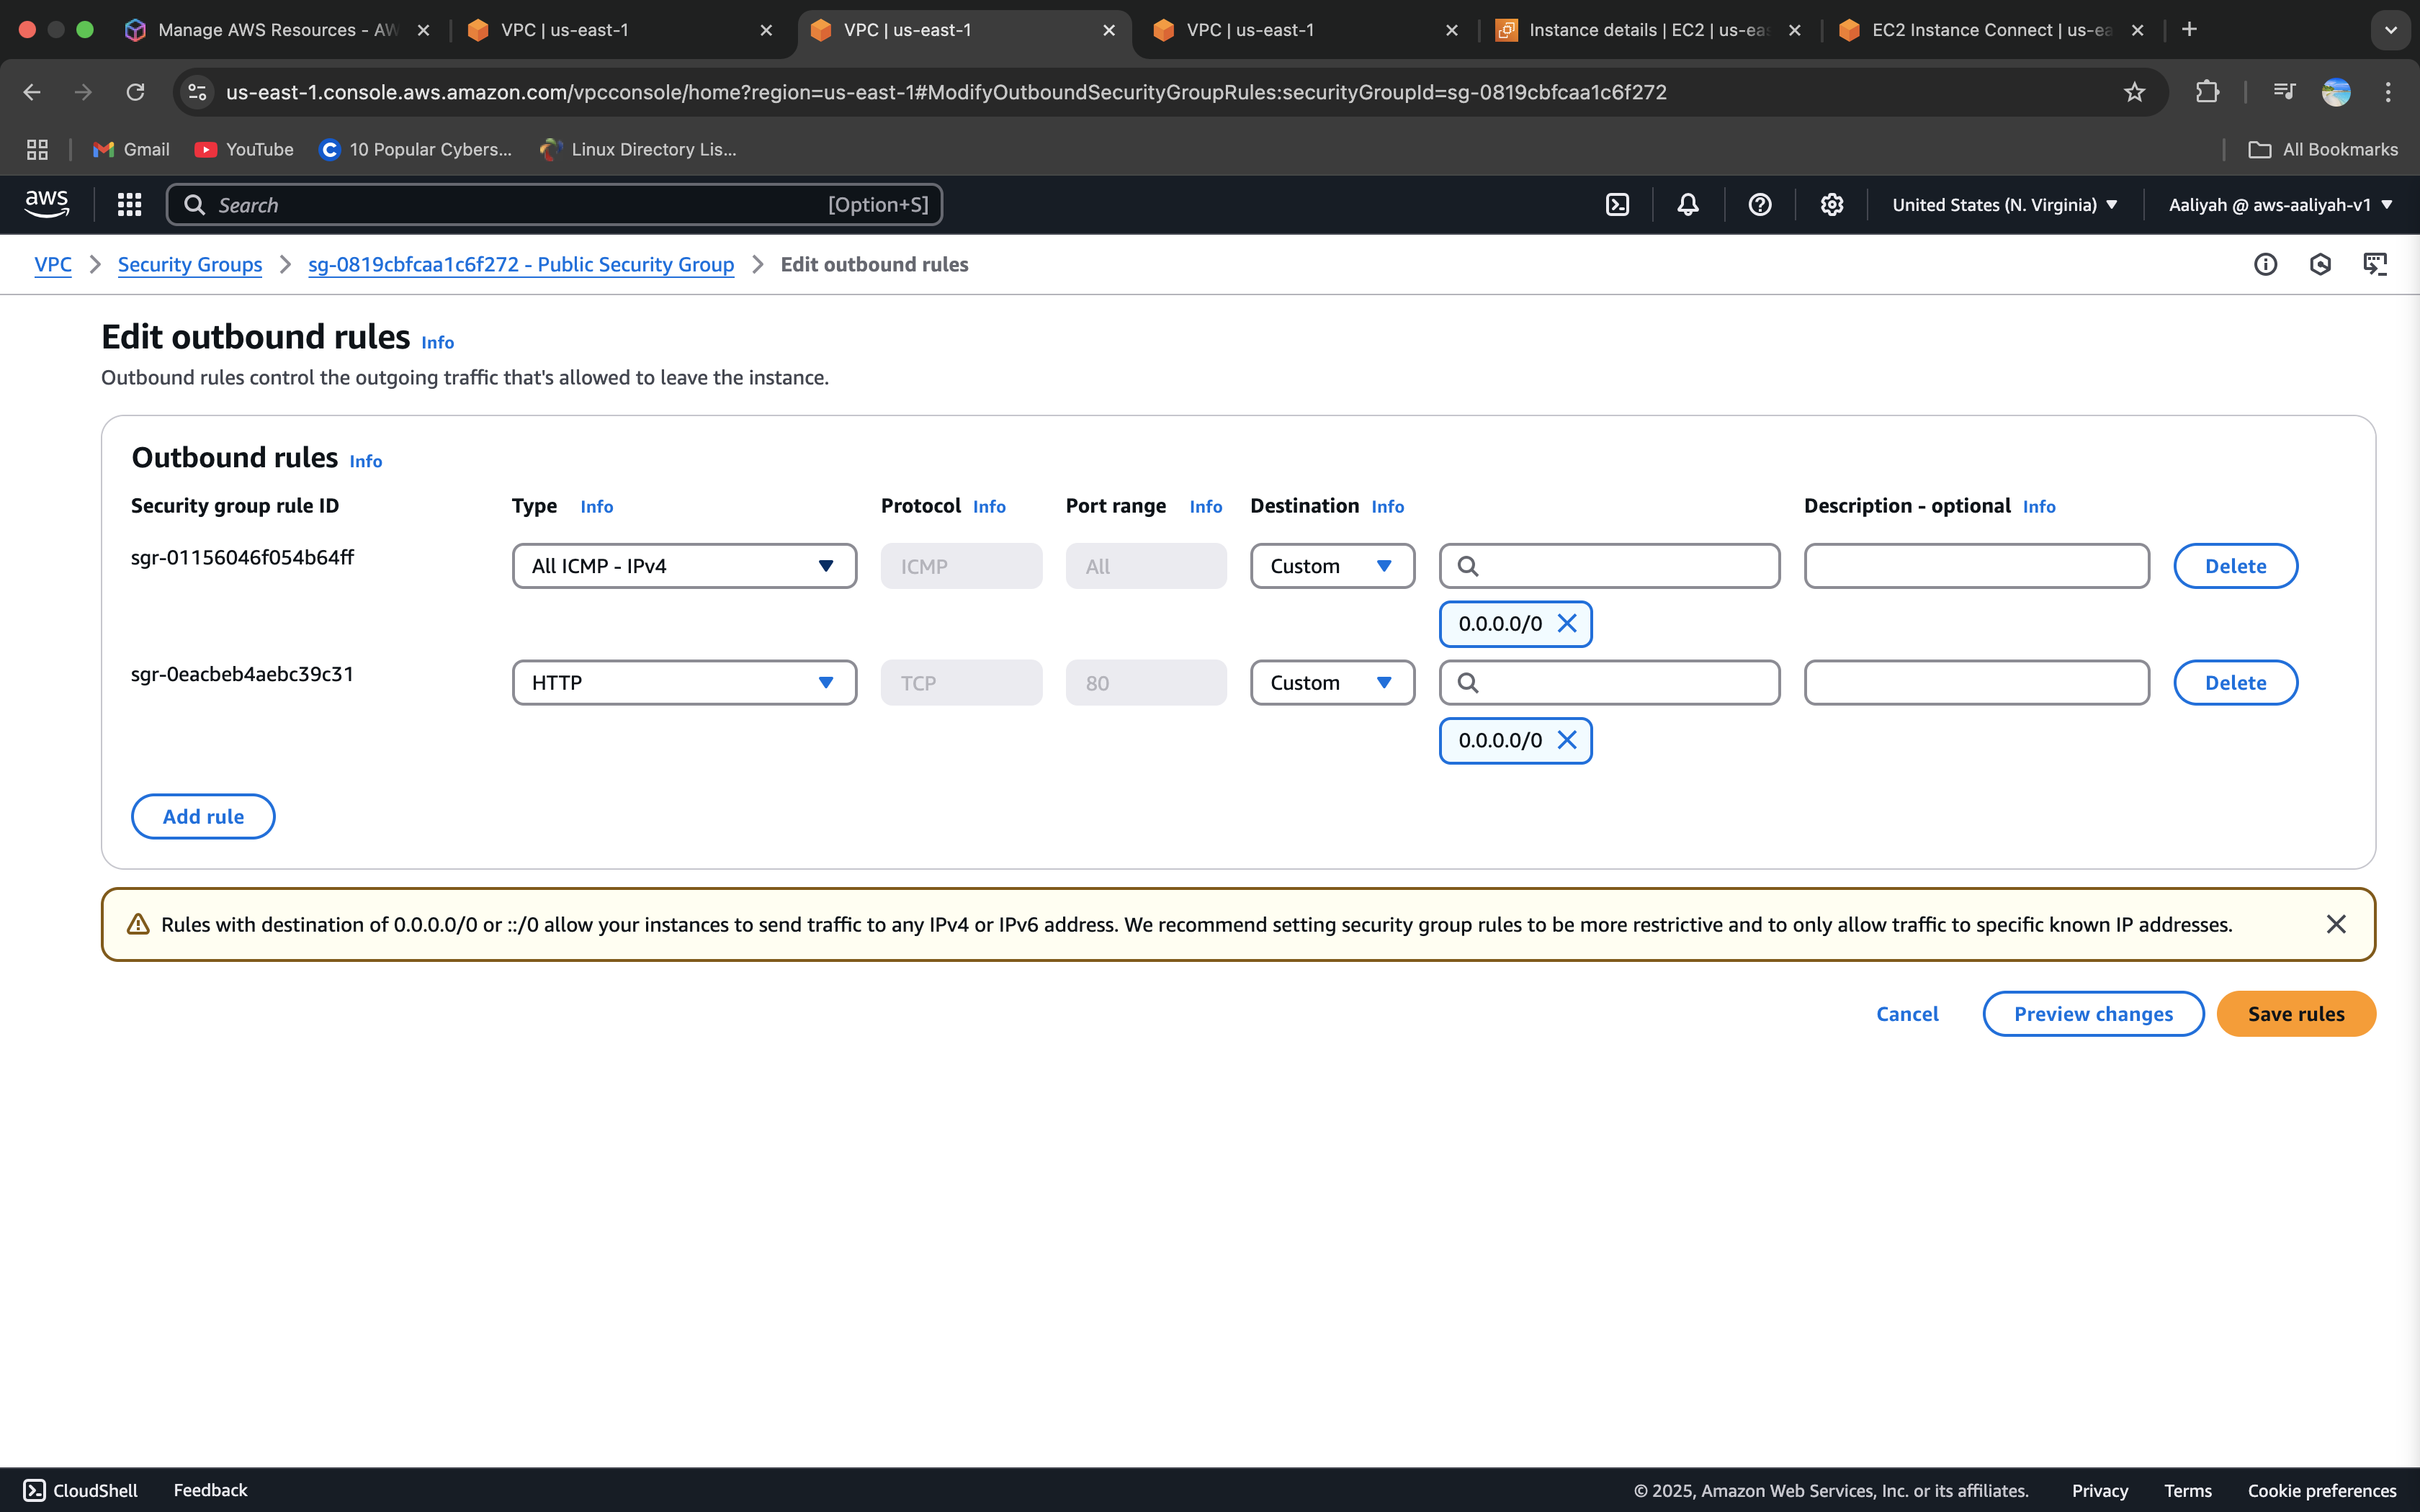 Manage AWS Resources - AW
VPC | us-east-1
VPC | us-east-1
VPC | us-east-1
Instance details | EC2 | us-eas
EC2 Instance Connect | us-ea
us-east-1.console.aws.amazon.com/vpcconsole/home?region=us-east-1#ModifyOutboundSecurityGroupRules:securityGroupId=sg-0819cbfcaa1c6f272
Gmail
YouTube
10 Popular Cybers...
Linux Directory Lis...
All Bookmarks
aws
Search
[Option+S]
United States (N. Virginia)
Aaliyah @ aws-aaliyah-v1
VPC
Security Groups
sg-0819cbfcaa1c6f272 - Public Security Group
Edit outbound rules
Edit outbound rules Info
Outbound rules control the outgoing traffic that's allowed to leave the instance.
Outbound rules Info
Security group rule ID
Type Info
Protocol Info
Port range Info
Destination Info
Description - optional Info
sgr-01156046f054b64ff
All ICMP - IPv4
ICMP
All
Custom
Delete
0.0.0.0/0
sgr-0eacbeb4aebc39c31
HTTP
TCP
80
Custom
Delete
0.0.0.0/0
Add rule
Rules with destination of 0.0.0.0/0 or ::/0 allow your instances to send traffic to any IPv4 or IPv6 address. We recommend setting security group rules to be more restrictive and to only allow traffic to specific known IP addresses.
Cancel
Preview changes
Save rules
CloudShell
Feedback
© 2025, Amazon Web Services, Inc. or its affiliates.
Privacy
Terms
Cookie preferences